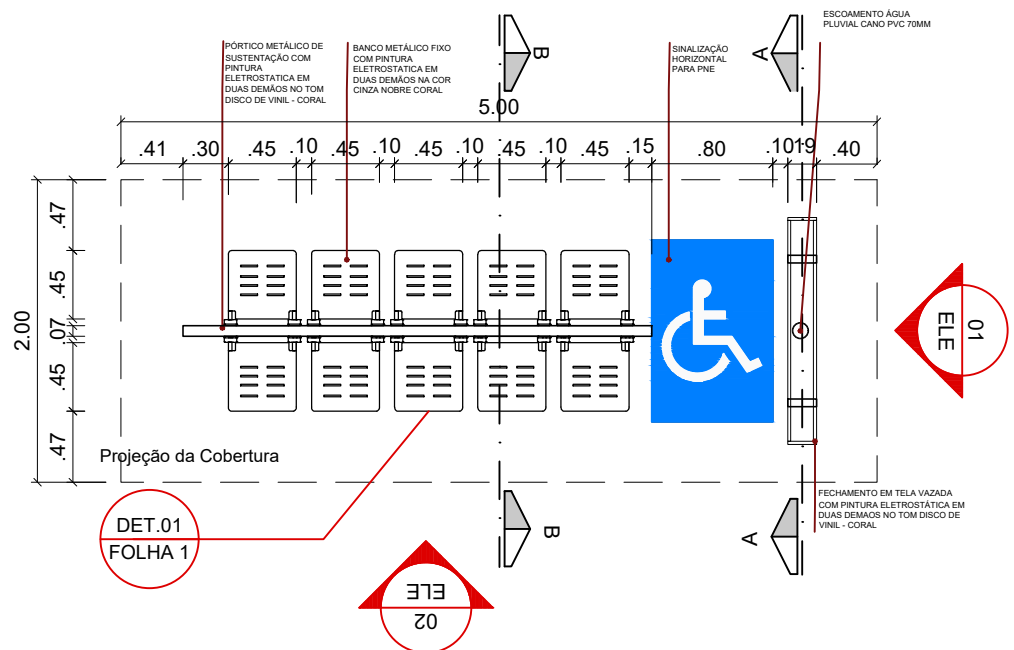 ESCOAMENTO ÁGUA
PLUVIAL CANO PVC 70MM
PÓRTICO METÁLICO DE
SUSTENTAÇÃO COM
PINTURA
ELETROSTATICA EM
DUAS DEMÃOS NO TOM
DISCO DE VINIL - CORAL
BANCO METÁLICO FIXO
COM PINTURA
ELETROSTATICA EM
DUAS DEMÃOS NA COR
CINZA NOBRE CORAL
B
SINALIZAÇÃO
HORIZONTAL
PARA PNE
A
5.00
.41 .30 .45 .10 .45 .10 .45 .10 .45 .10 .45 .15 .80 .10 .19 .40
2.00
.47
.45
.07
.45
.47
01
ELE
Projeção da Cobertura
DET.01
FOLHA 1
B
A
FECHAMENTO EM TELA VAZADA
COM PINTURA ELETROSTÁTICA EM
DUAS DEMAOS NO TOM DISCO DE
VINIL - CORAL
ELE
02